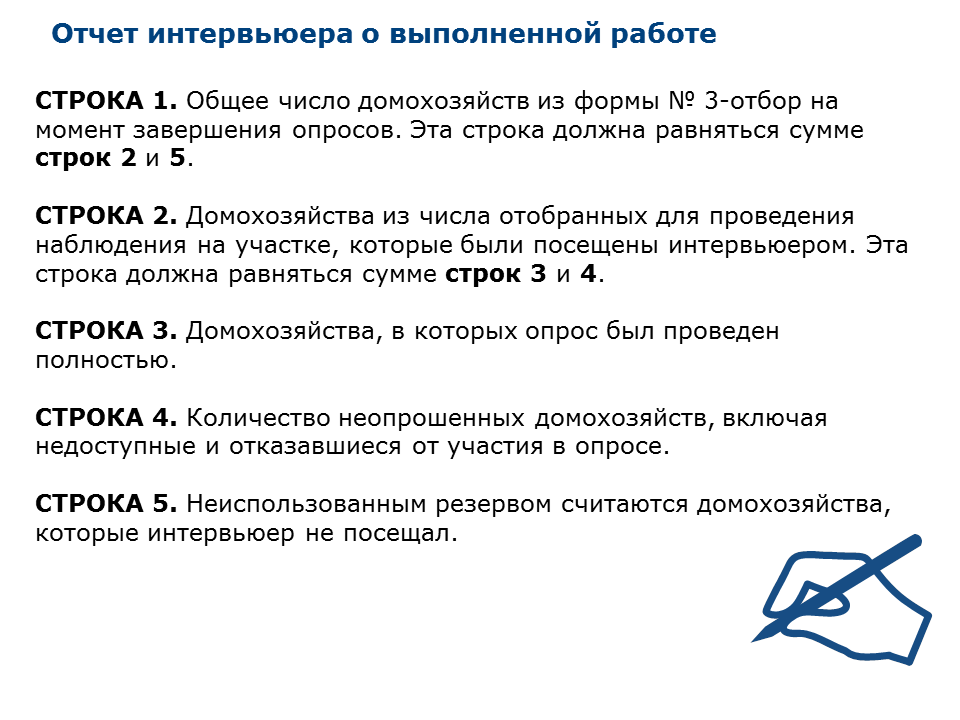 Отчет интервьюера о выполненной работе
СТРОКА 1. Общее число домохозяйств из формы № 3-отбор на
момент завершения опросов. Эта строка должна равняться сумме
строк 2 и 5.
СТРОКА 2. Домохозяйства из числа отобранных для проведения
наблюдения на участке, которые были посещены интервьюером. Эта
строка должна равняться сумме строк 3 и 4.
СТРОКА 3. Домохозяйства, в которых опрос был проведен
полностью.
СТРОКА 4. Количество неопрошенных домохозяйств, включая
недоступные и отказавшиеся от участия в опросе.
СТРОКА 5. Неиспользованным резервом считаются домохозяйства,
которые интервьюер не посещал.